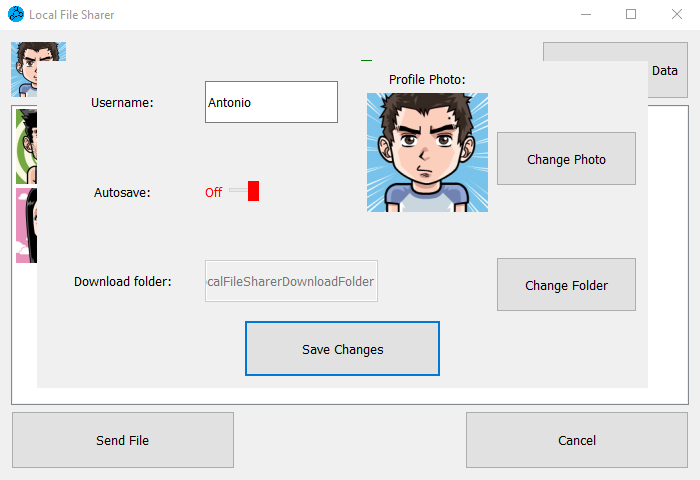 Local File Sharer
Data
Profile Photo:
Username:
Antonio
Change Photo
Autosave:
Off
Download folder:
ocalFileSharerDownloadFolder
Change Folder
Save Changes
Send File
Cancel